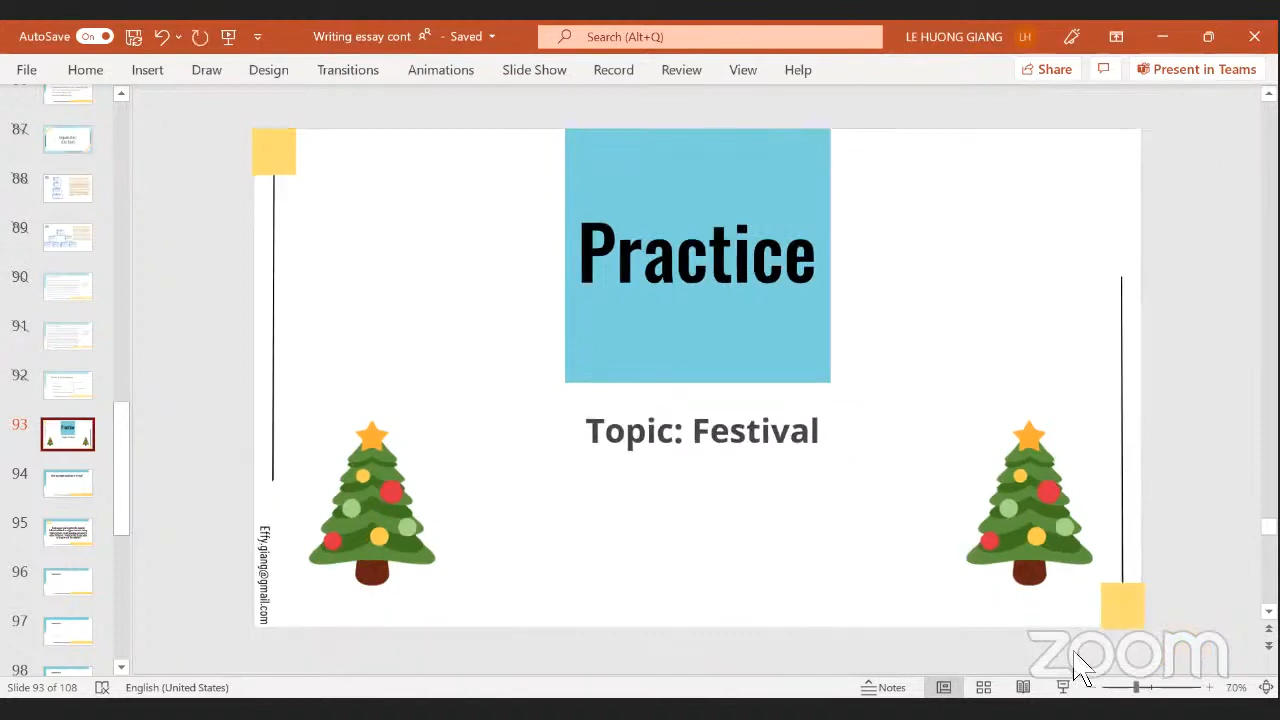 AutoSave On Writing essay cont - Saved Search (Alt+Q) LE HUONG GIANG LH
File Home Insert Draw Design Transitions Animations Slide Show Record Review View Help Share Present in Teams
87
88
89
90
91
92
93
94
95
96
97
98
Practice
Topic: Festival
Effy.giang@gmail.com
zoom
Slide 93 of 108 English (United States) Notes 70%